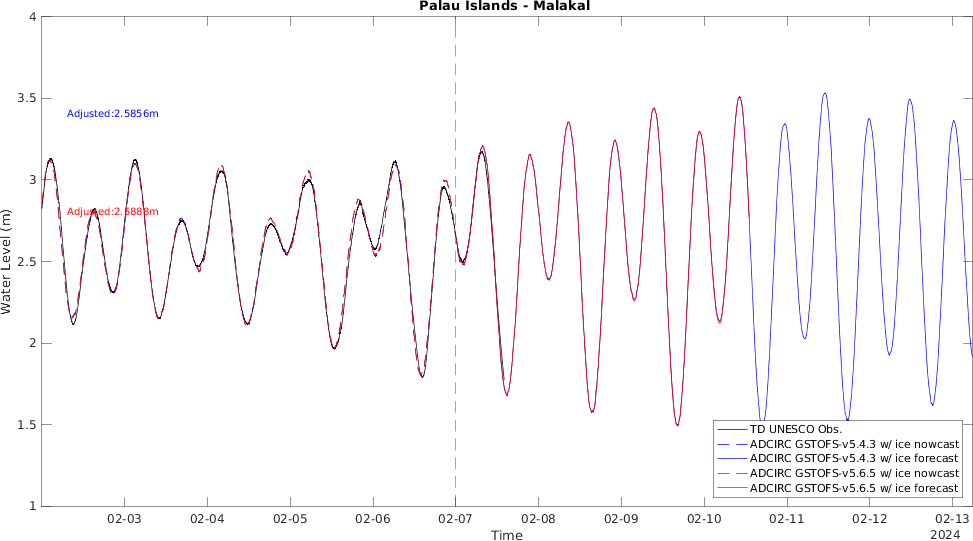 Palau Islands - Malakal
4
3.5
3
2.5
2
1.5
1
Water Level (m)
Adjusted:2.5856m
Adjusted:2.5888m
TD UNESCO Obs.
ADCIRC GSTOFS-v5.4.3 w/ ice nowcast
ADCIRC GSTOFS-v5.4.3 w/ ice forecast
ADCIRC GSTOFS-v5.6.5 w/ ice nowcast
ADCIRC GSTOFS-v5.6.5 w/ ice forecast
02-03 02-04 02-05 02-06 02-07 02-08 02-09 02-10 02-11 02-12 02-13
Time
2024